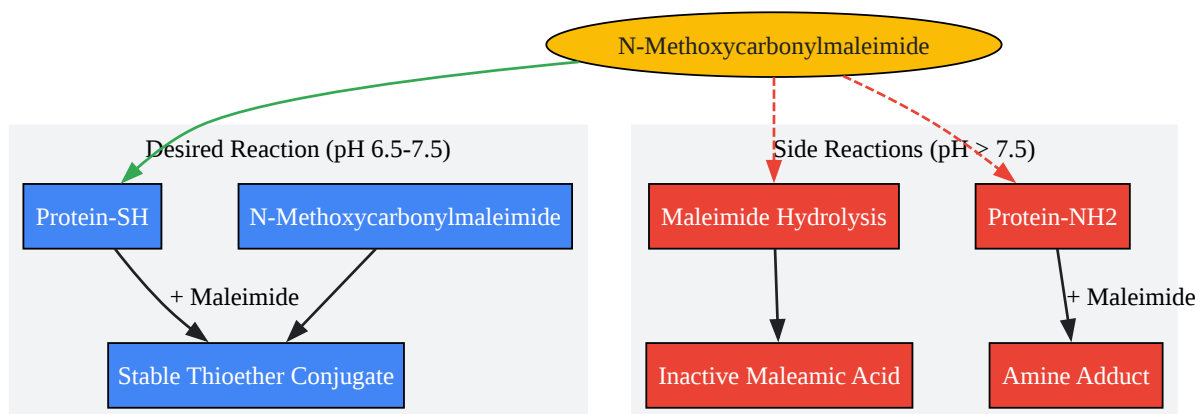 N-Methoxycarbonylmaleimide
Desired Reaction (pH 6.5-7.5)
Side Reactions (pH > 7.5)
Protein-SH
N-Methoxycarbonylmaleimide
Maleimide Hydrolysis
Protein-NH2
+ Maleimide
+ Maleimide
Stable Thioether Conjugate
Inactive Maleamic Acid
Amine Adduct